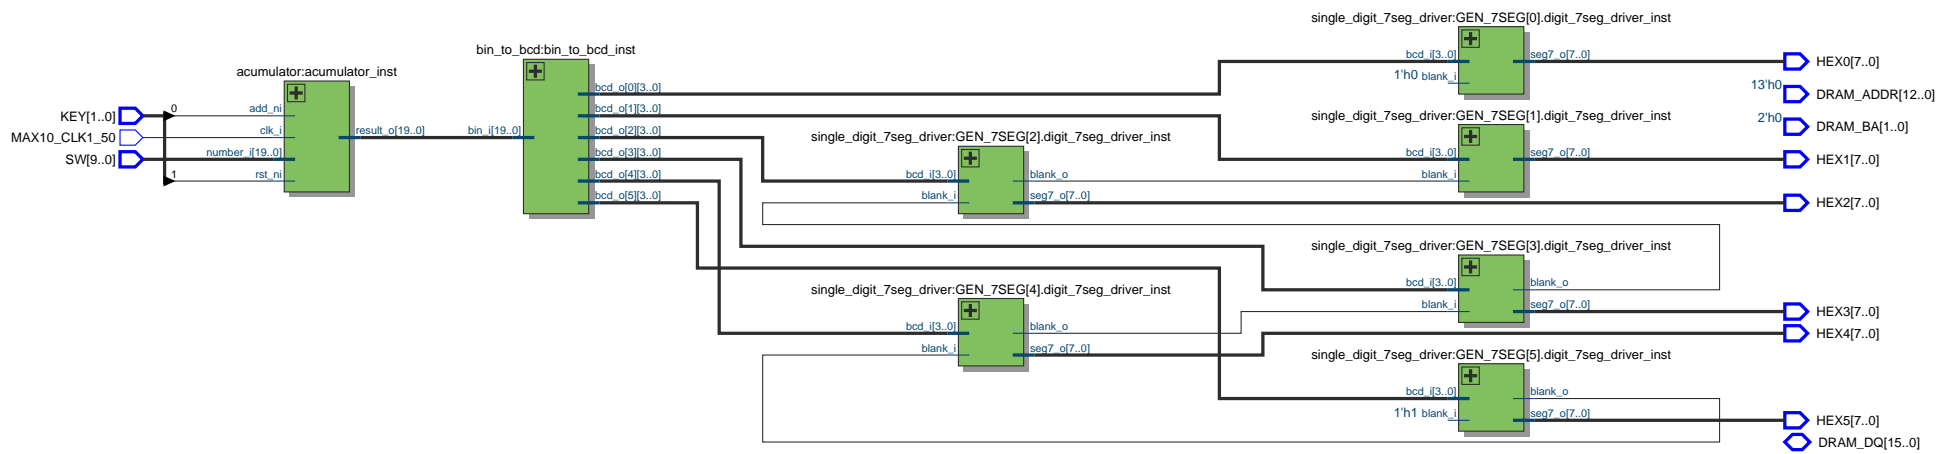 single_digit_7seg_driver:GEN_7SEG[0].digit_7seg_driver_inst
bcd_i[3..0]
seg7_o[7..0]
1'h0 blank_i
HEX0[7..0]
13'h0
DRAM_ADDR[12..0]
2'h0
DRAM_BA[1..0]
bin_to_bcd:bin_to_bcd_inst
bin_i[19..0]
bcd_o[0][3..0]
bcd_o[1][3..0]
bcd_o[2][3..0]
bcd_o[3][3..0]
bcd_o[4][3..0]
bcd_o[5][3..0]
acumulator:acumulator_inst
KEY[1..0]
0
add_ni
MAX10_CLK1_50
clk_i
result_o[19..0]
SW[9..0]
number_i[19..0]
1
rst_ni
single_digit_7seg_driver:GEN_7SEG[1].digit_7seg_driver_inst
bcd_i[3..0]
seg7_o[7..0]
blank_i
HEX1[7..0]
single_digit_7seg_driver:GEN_7SEG[2].digit_7seg_driver_inst
bcd_i[3..0]
blank_o
blank_i
seg7_o[7..0]
HEX2[7..0]
single_digit_7seg_driver:GEN_7SEG[3].digit_7seg_driver_inst
bcd_i[3..0]
blank_o
blank_i
seg7_o[7..0]
HEX3[7..0]
single_digit_7seg_driver:GEN_7SEG[4].digit_7seg_driver_inst
bcd_i[3..0]
blank_o
blank_i
seg7_o[7..0]
HEX4[7..0]
single_digit_7seg_driver:GEN_7SEG[5].digit_7seg_driver_inst
bcd_i[3..0]
blank_o
1'h1 blank_i
seg7_o[7..0]
HEX5[7..0]
DRAM_DQ[15..0]